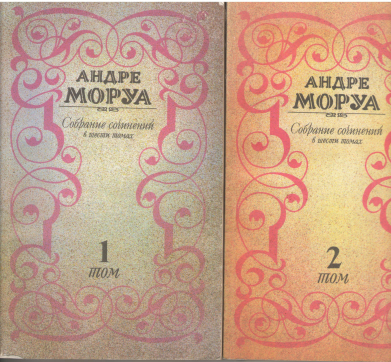 АНДРЕ
МОРУА
Собрание сочинений
в шести томах
1
том
АНДРЕ
МОРУА
Собрание сочинений
в шести томах
2
том